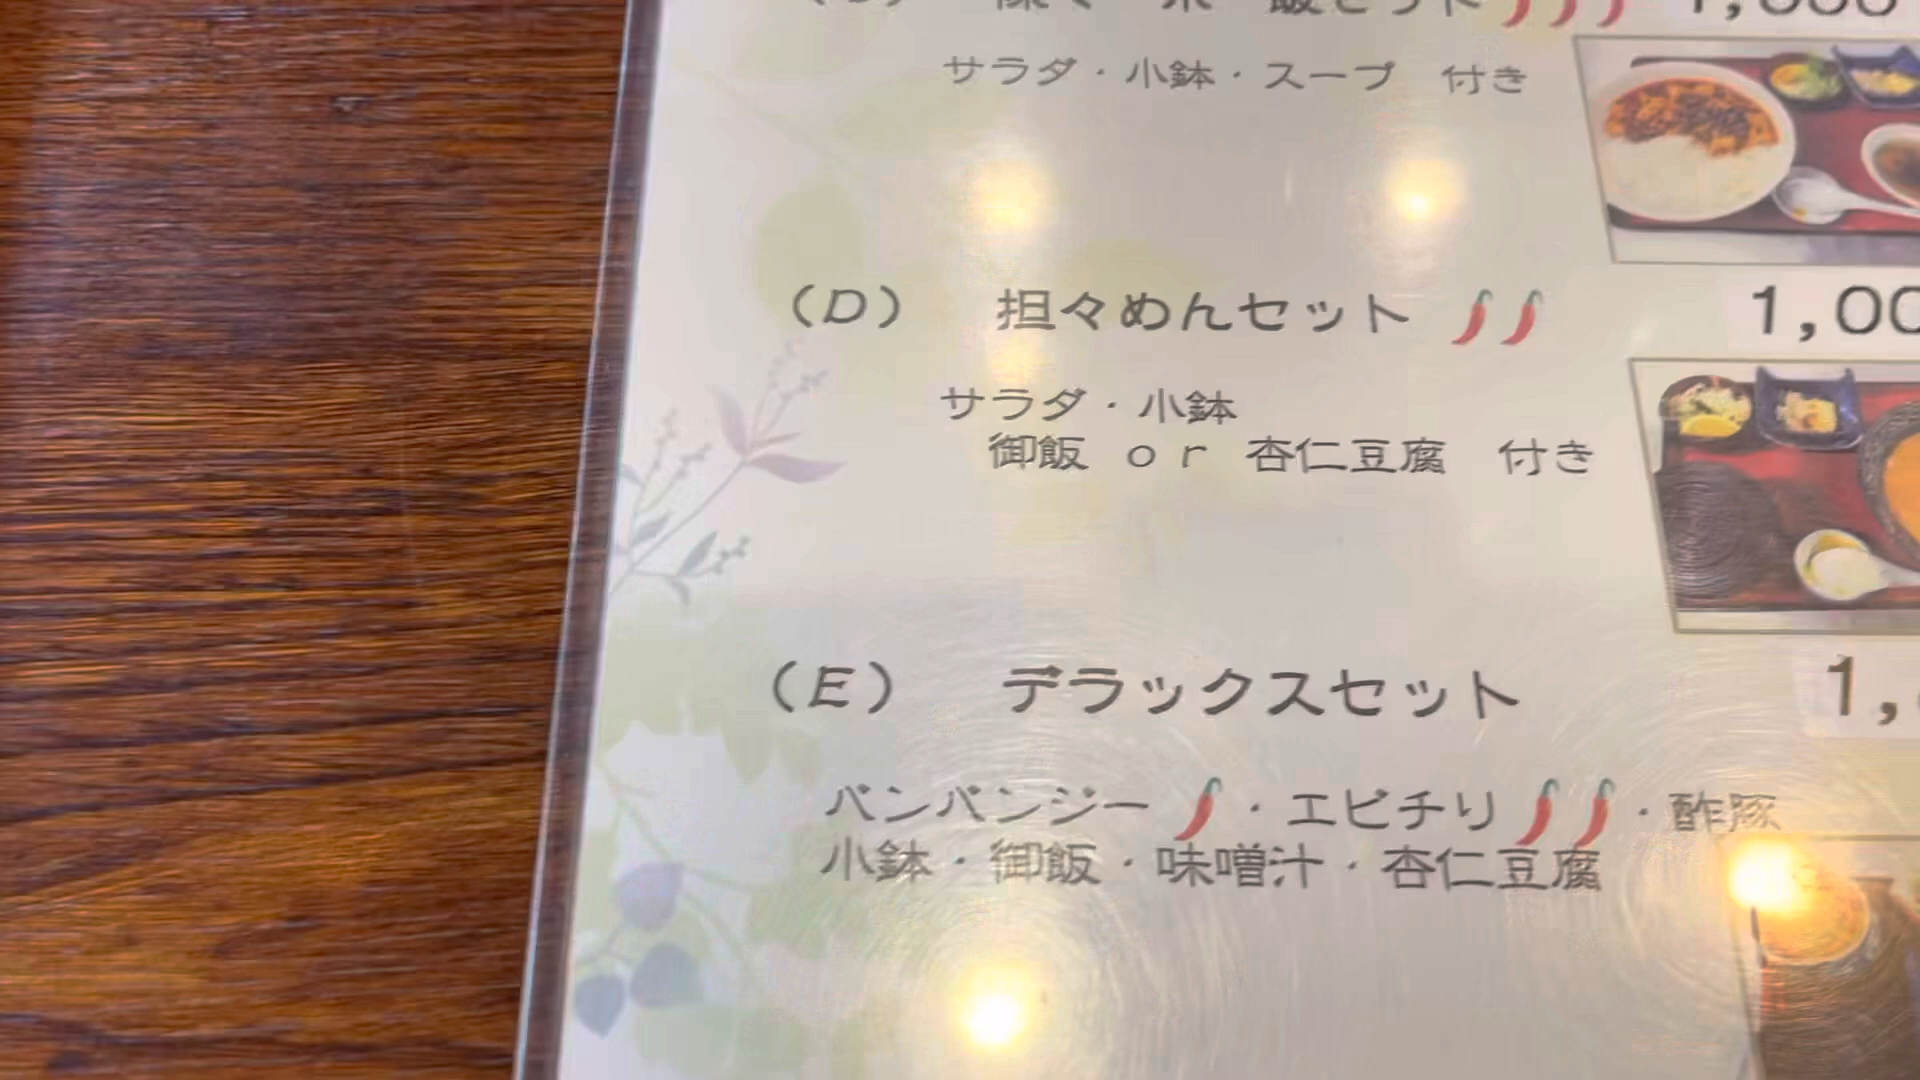 サラダ・小鉢・スープ 付き
(D) 担々めんセット 1,00
サラダ・小鉢
御飯 or 杏仁豆腐 付き
(E) デラックスセット 1,
バンバンジー・エビチリ・酢豚
小鉢・御飯・味噌汁・杏仁豆腐